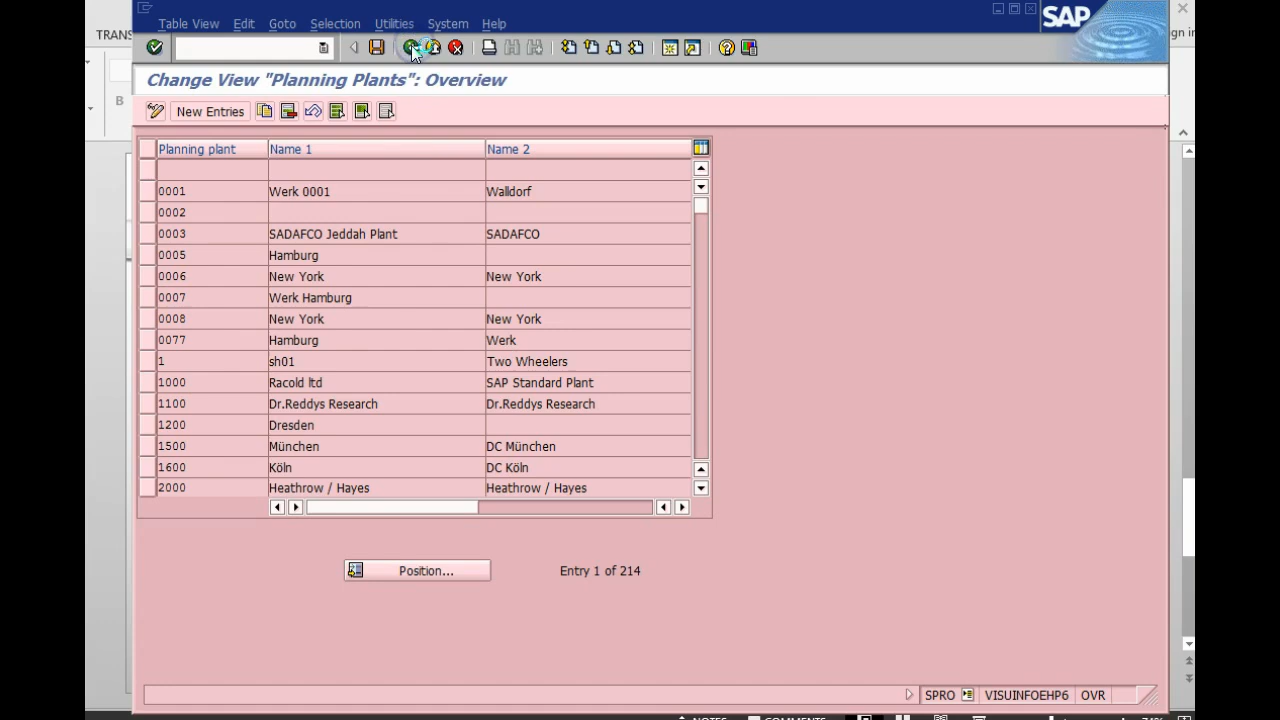 Table View Edit Goto Selection Utilities System Help
SAP
TRANS
gn in
Change View "Planning Plants": Overview
B
New Entries
Planning plant Name 1 Name 2
0001 Werk 0001 Walldorf
0002
0003 SADAFCO Jeddah Plant SADAFCO
0005 Hamburg
0006 New York New York
0007 Werk Hamburg
0008 New York New York
0077 Hamburg Werk
1 sh01 Two Wheelers
1000 Racold ltd SAP Standard Plant
1100 Dr.Reddys Research Dr.Reddys Research
1200 Dresden
1500 München DC München
1600 Köln DC Köln
2000 Heathrow / Hayes Heathrow / Hayes
Position... Entry 1 of 214
SPRO VISUINFOEHP6 OVR
NOTES COMMENTS